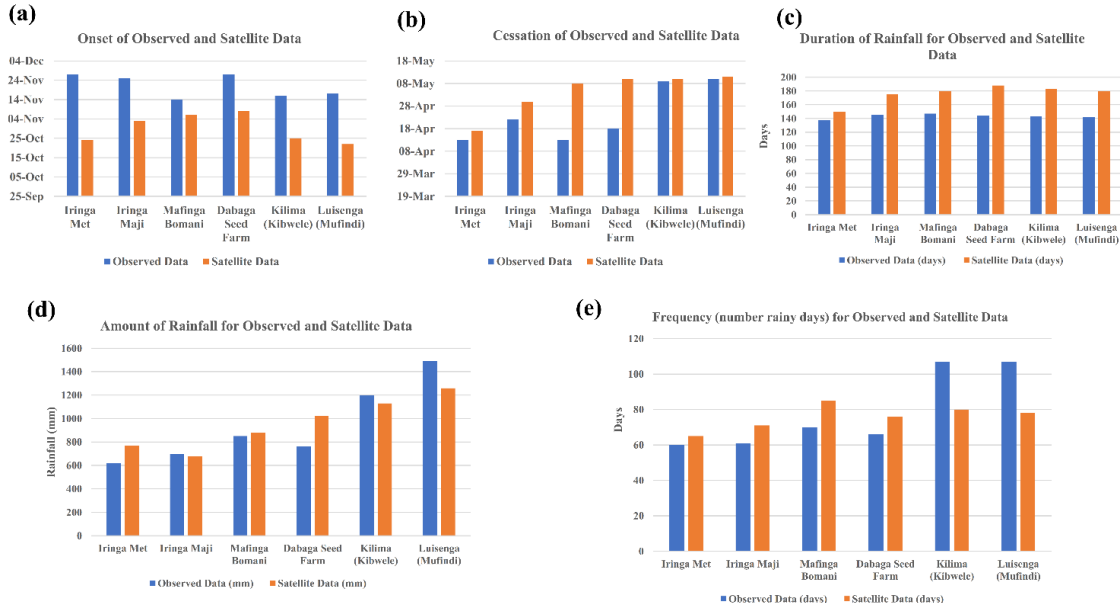 (a)
Onset of Observed and Satellite Data
04-Dec
24-Nov
14-Nov
04-Nov
25-Oct
15-Oct
05-Oct
25-Sep
Iringa Met
Iringa Maji
Mafinga Bomani
Dabaga Seed Farm
Kilima (Kibwele)
Luisenga (Mufindi)
Observed Data
Satellite Data
(b)
Cessation of Observed and Satellite Data
18-May
08-May
28-Apr
18-Apr
08-Apr
29-Mar
19-Mar
Iringa Met
Iringa Maji
Mafinga Bomani
Dabaga Seed Farm
Kilima (Kibwele)
Luisenga (Mufindi)
Observed Data
Satellite Data
(c)
Duration of Rainfall for Observed and Satellite
Data
200
180
160
140
120
100
80
60
40
20
0
Days
Iringa Met
Iringa Maji
Mafinga Bomani
Dabaga Seed Farm
Kilima (Kibwele)
Luisenga (Mufindi)
Observed Data (days)
Satellite Data (days)
(d)
Amount of Rainfall for Observed and Satellite Data
1600
1400
1200
1000
800
600
400
200
0
Rainfall (mm)
Iringa Met
Iringa Maji
Mafinga Bomani
Dabaga Seed Farm
Kilima (Kibwele)
Luisenga (Mufindi)
Observed Data (mm)
Satellite Data (mm)
(e)
Frequency (number rainy days) for Observed and Satellite Data
120
100
80
60
40
20
0
Days
Iringa Met
Iringa Maji
Mafinga Bomani
Dabaga Seed Farm
Kilima (Kibwele)
Luisenga (Mufindi)
Observed Data (days)
Satellite Data (days)